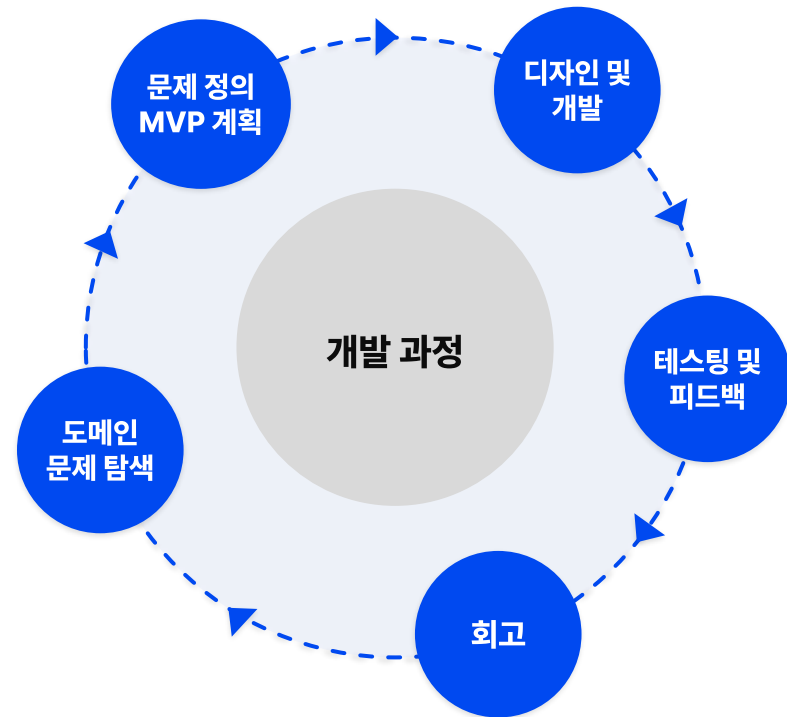 문제 정의
MVP 계획
디자인 및
개발
개발 과정
테스팅 및
피드백
도메인
문제 탐색
회고